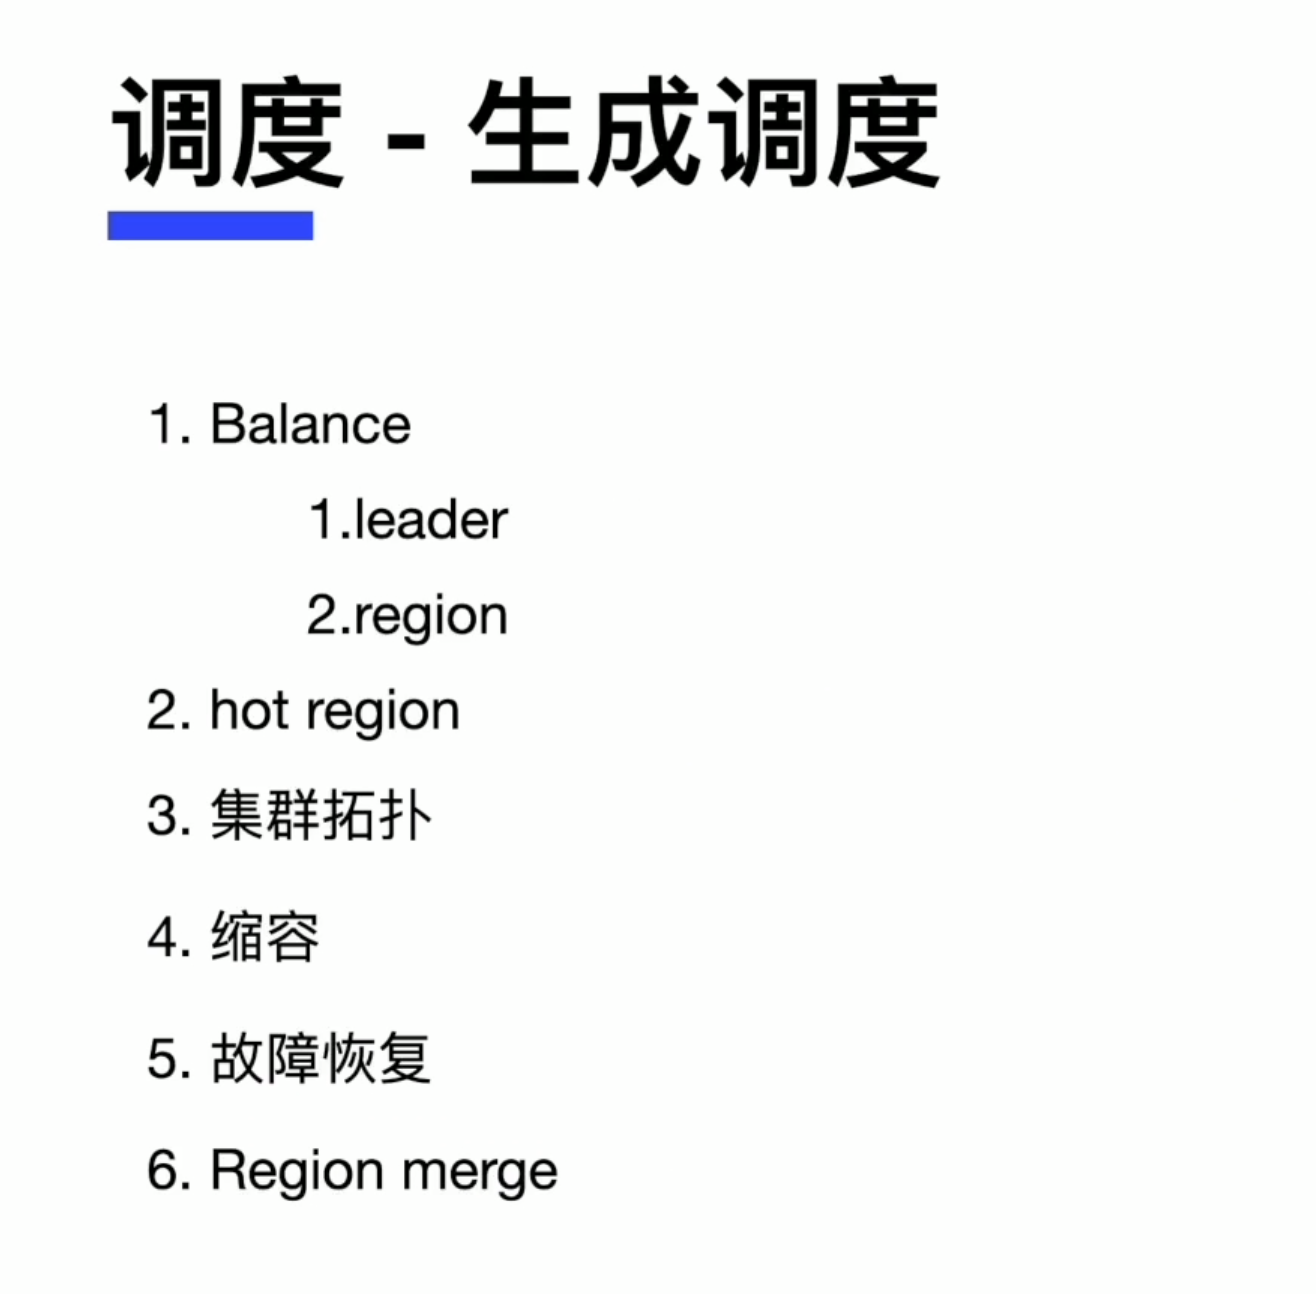 调度 - 生成调度
1. Balance
1.leader
2.region
2. hot region
3. 集群拓扑
4. 缩容
5. 故障恢复
6. Region merge